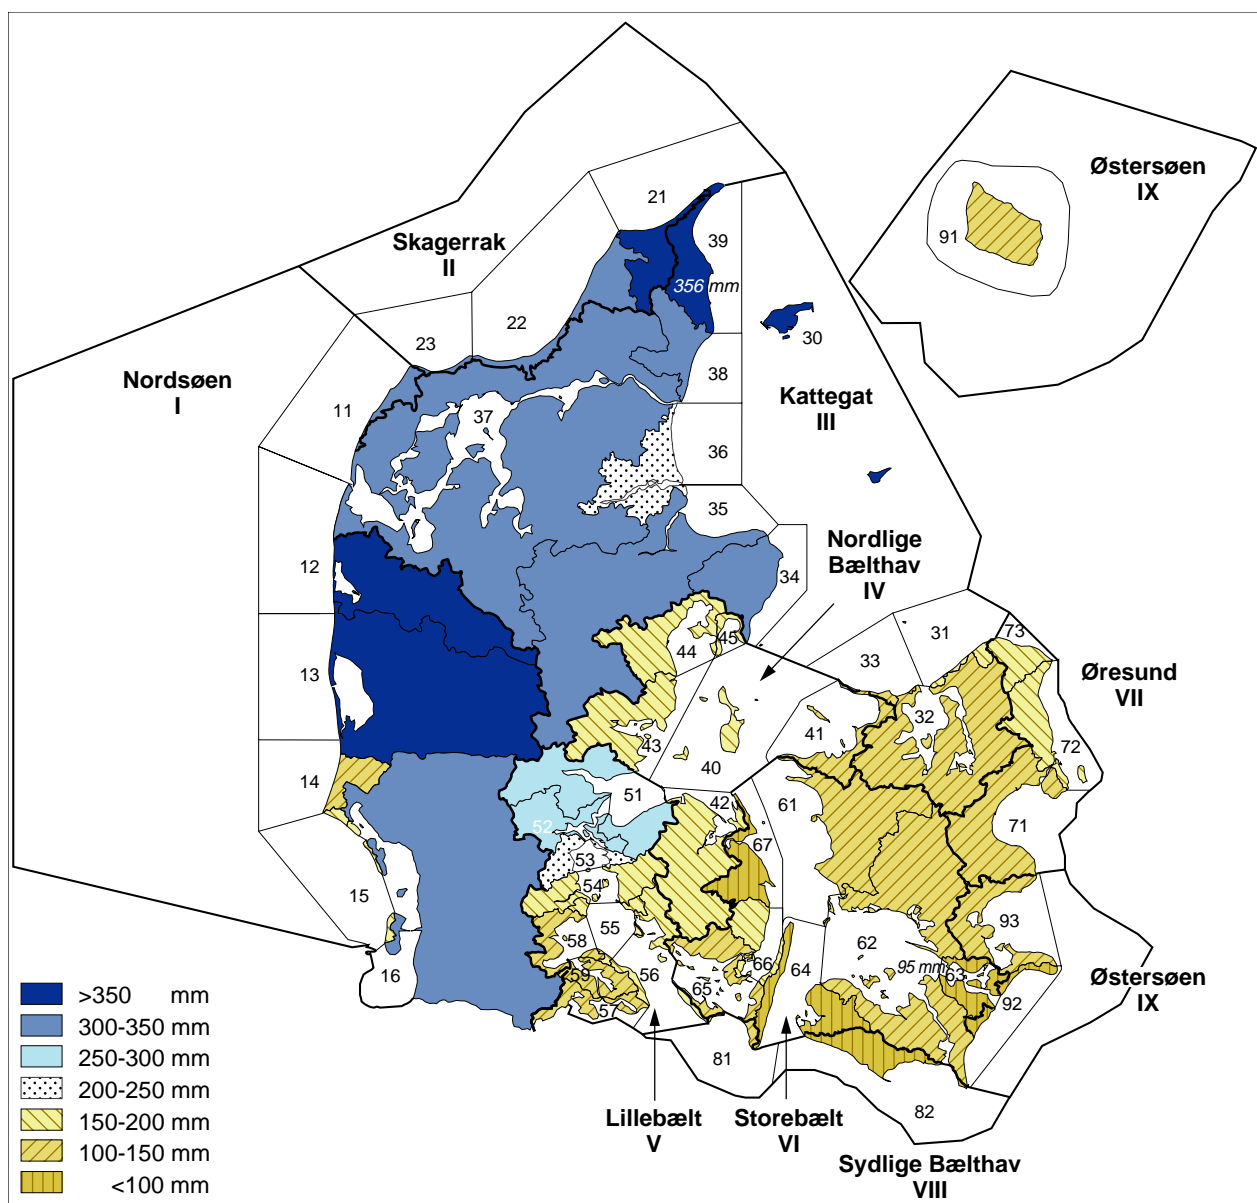 21
39
Skagerrak
II
356 mm
22
23
30
38
Nordsøen
I
11
37
Kattegat
III
36
35
12
34
Nordlige
Bælthav
IV
Østersøen
IX
91
31
73
45
44
33
13
Øresund
VII
32
43
41
72
40
14
51
42
61
52
71
67
53
54
15
55
58
93
62
16
56
66
64
95 mm
63
59
65
92
57
Østersøen
IX
81
82
Lillebælt
V
Storebælt
VI
Sydlige Bælthav
VIII
>350 mm
300-350 mm
250-300 mm
200-250 mm
150-200 mm
100-150 mm
<100 mm